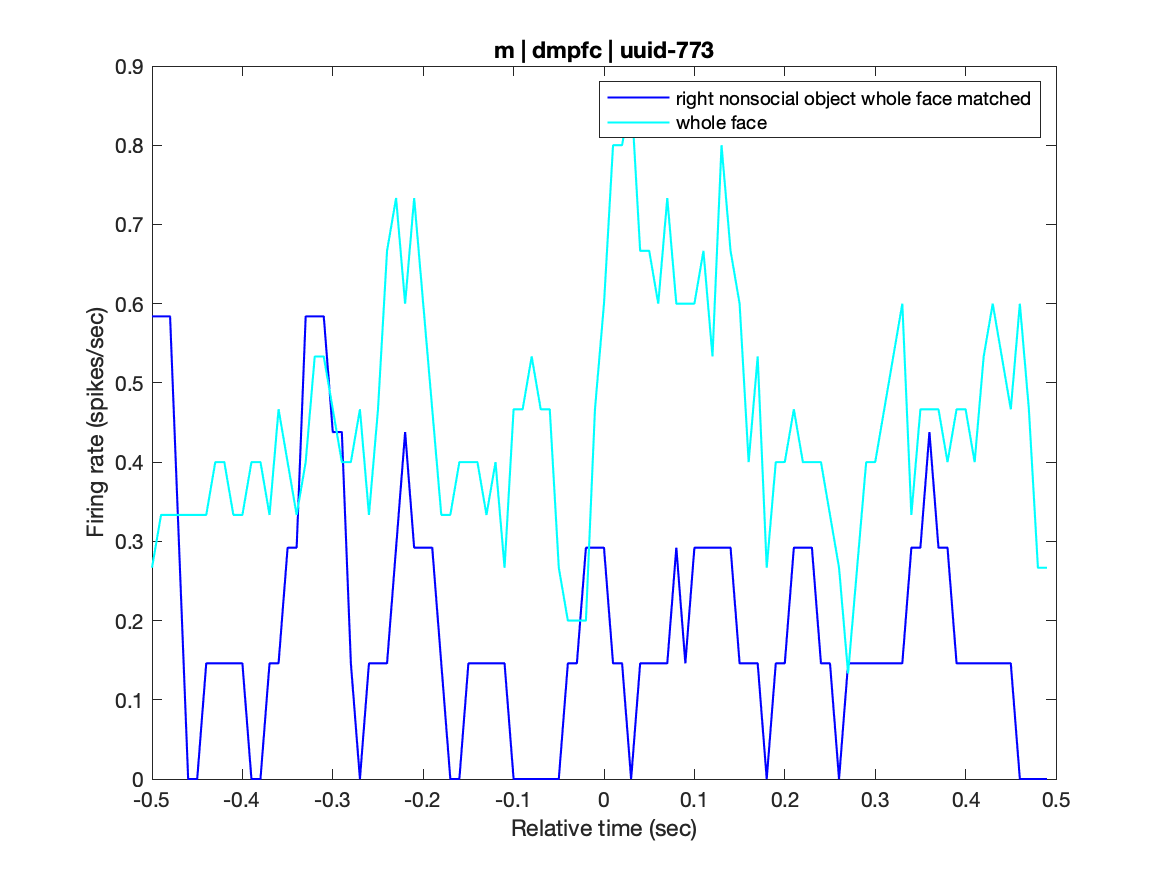 m | dmpfc | uuid-773
0.9
right nonsocial object whole face matched
whole face
0.8
0.7
0.6
0.5
0.4
0.3
0.2
0.1
0
Firing rate (spikes/sec)
-0.5 -0.4 -0.3 -0.2 -0.1 0 0.1 0.2 0.3 0.4 0.5
Relative time (sec)